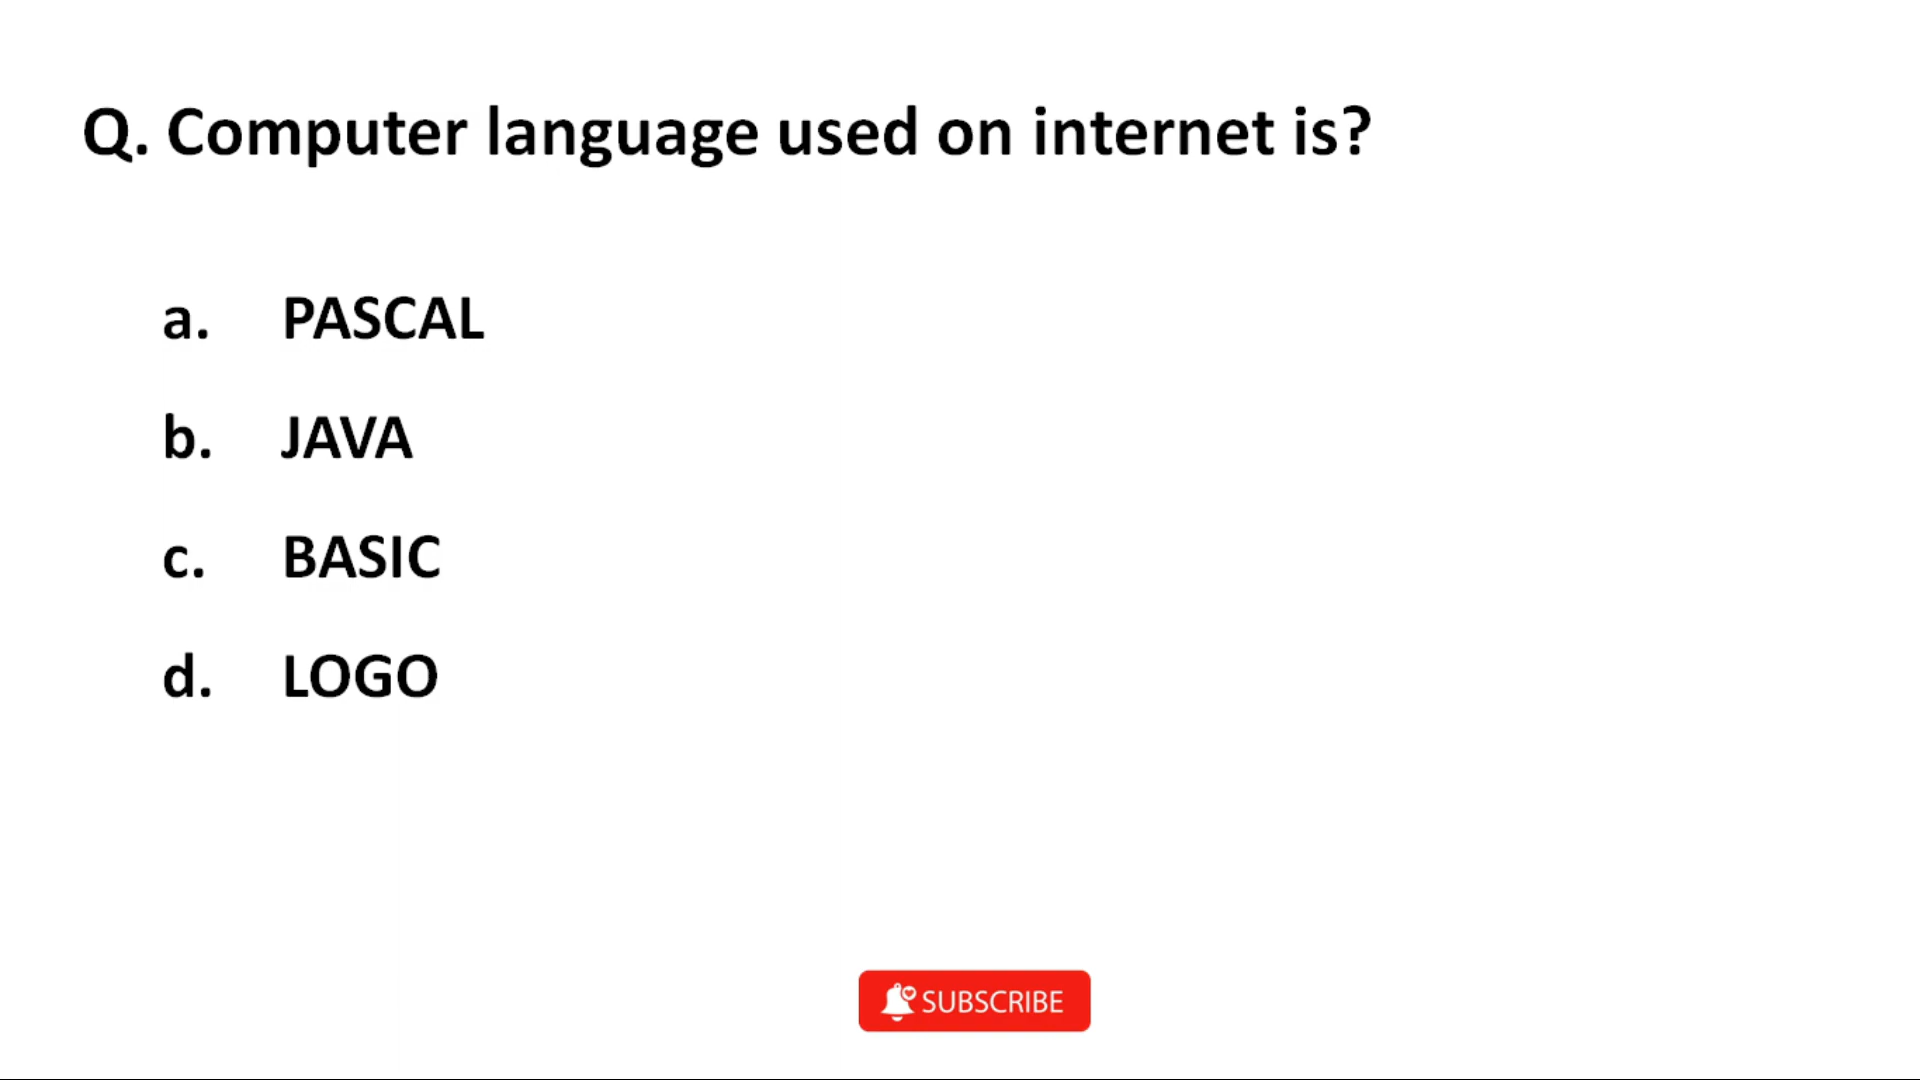 Q. Computer language used on internet is?
a. PASCAL
b. JAVA
c. BASIC
d. LOGO
SUBSCRIBE